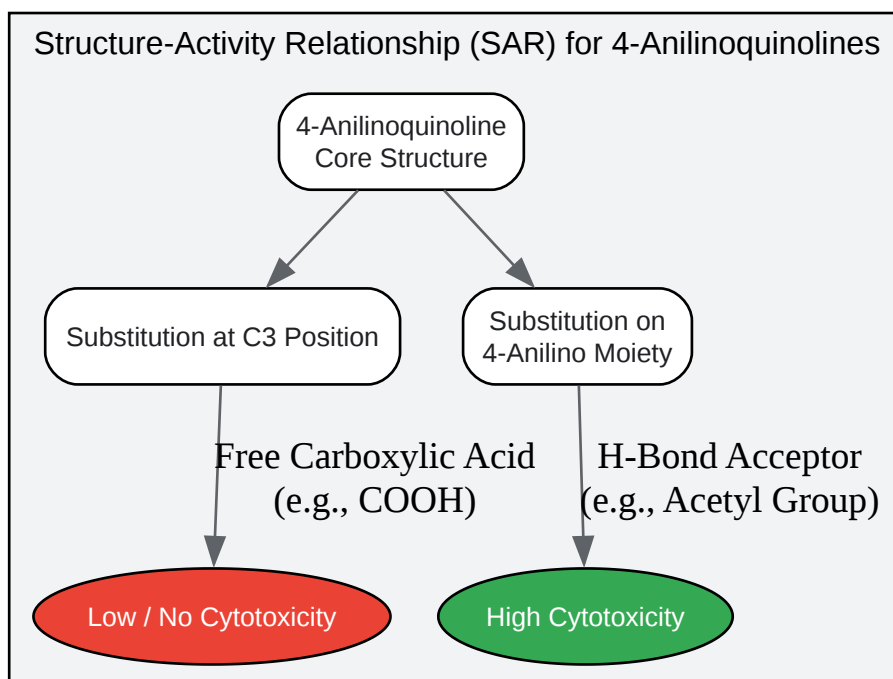 Structure-Activity Relationship (SAR) for 4-Anilinoquinolines
4-Anilinoquinoline
Core Structure
Substitution at C3 Position
Substitution on
4-Anilino Moiety
Free Carboxylic Acid
(e.g., COOH)
H-Bond Acceptor
(e.g., Acetyl Group)
Low / No Cytotoxicity
High Cytotoxicity